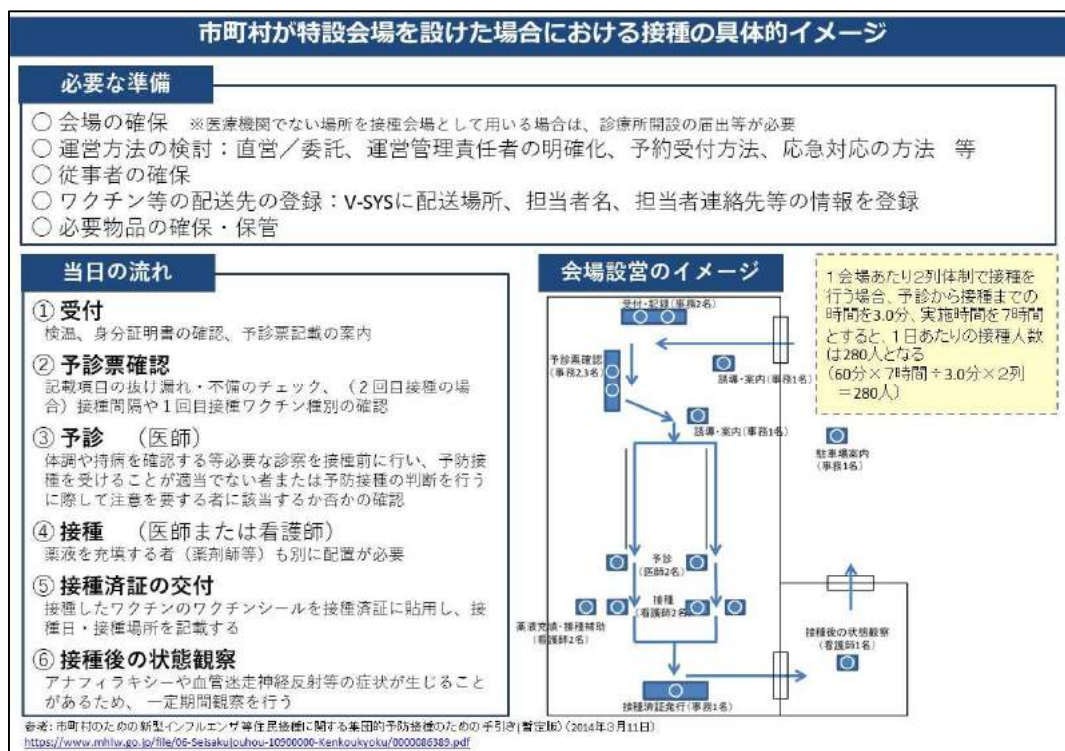 市町村が特設会場を設けた場合における接種の具体的イメージ
必要な準備
○ 会場の確保 ※医療機関でない場所を接種会場として用いる場合は、診療所開設の届出等が必要
○ 運営方法の検討：直営／委託、運営管理責任者の明確化、予約受付方法、応急対応の方法 等
○ 従事者の確保
○ ワクチン等の配送先の登録：V-SYSに配送場所、担当者名、担当者連絡先等の情報を登録
○ 必要物品の確保・保管
当日の流れ
① 受付
検温、身分証明書の確認、予診票記載の案内
② 予診票確認
記載項目の抜け漏れ・不備のチェック、（２回目接種の場
合）接種間隔や１回目接種ワクチン種別の確認
③ 予診 （医師）
体調や持病を確認する等必要な診察を接種前に行い、予防接
種を受けることが適当でない者または予防接種の判断を行う
に際して注意を要する者に該当するか否かの確認
④ 接種 （医師または看護師）
薬液を充填する者（薬剤師等）も別に配置が必要
⑤ 接種済証の交付
接種したワクチンのワクチンシールを接種済証に貼用し、接
種日・接種場所を記載する
⑥ 接種後の状態観察
アナフィラキシーや血管迷走神経反射等の症状が生じること
があるため、一定期間観察を行う
会場設営のイメージ
受付・記録(事務2名)
予診票確認
(事務2,3名)
誘導・案内(事務1名)
誘導・案内(事務1名)
駐車場案内
(事務1名)
予診
(医師2名)
接種
(看護師2名)
薬液充填・接種補助
(看護師2名)
接種後の状態観察
(看護師1名)
接種済証発行(事務1名)
１会場あたり2列体制で接種を
行う場合、予診から接種までの
時間を3.0分、実施時間を7時間
とすると、１日あたりの接種人数
は280人となる
（60分×7時間÷3.0分×2列
＝280人）
参考：市町村のための新型インフルエンザ等住民接種に関する集団的予防接種のための手引き(暫定版)（2014年３月11日）
https://www.mhlw.go.jp/file/06-Seisakujouhou-10900000-Kenkoukyoku/0000086389.pdf